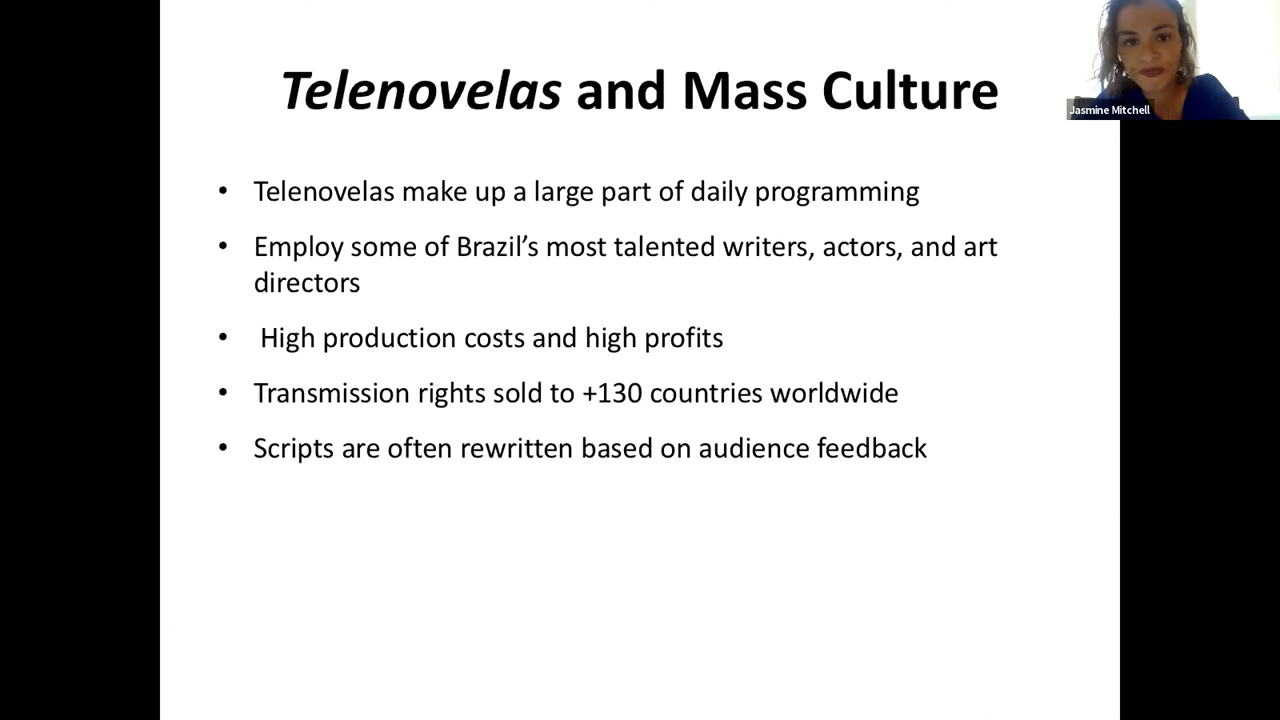 Telenovelas and Mass Culture
Jasmine Mitchell
• Telenovelas make up a large part of daily programming
• Employ some of Brazil’s most talented writers, actors, and art
directors
• High production costs and high profits
• Transmission rights sold to +130 countries worldwide
• Scripts are often rewritten based on audience feedback